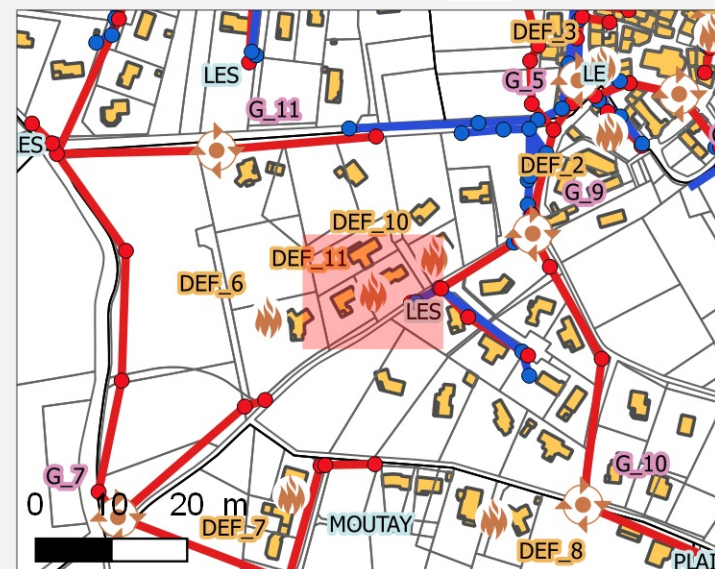 DEF_3
LES
LE
G_5
G_11
LES
DEF_2
G_9
DEF_10
DEF_11
DEF_6
LES
G_7
G_10
0 10 20 m
DEF_7
MOUTAY
DEF_8
PLAI